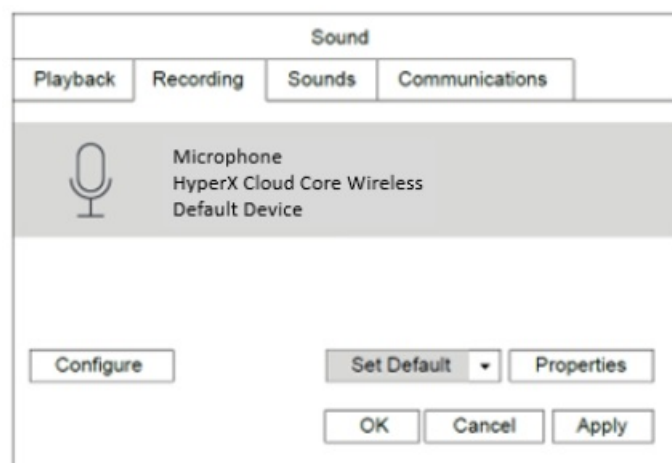 Sound
Playback Recording Sounds Communications
Microphone
HyperX Cloud Core Wireless
Default Device
Configure Set Default Properties
OK Cancel Apply